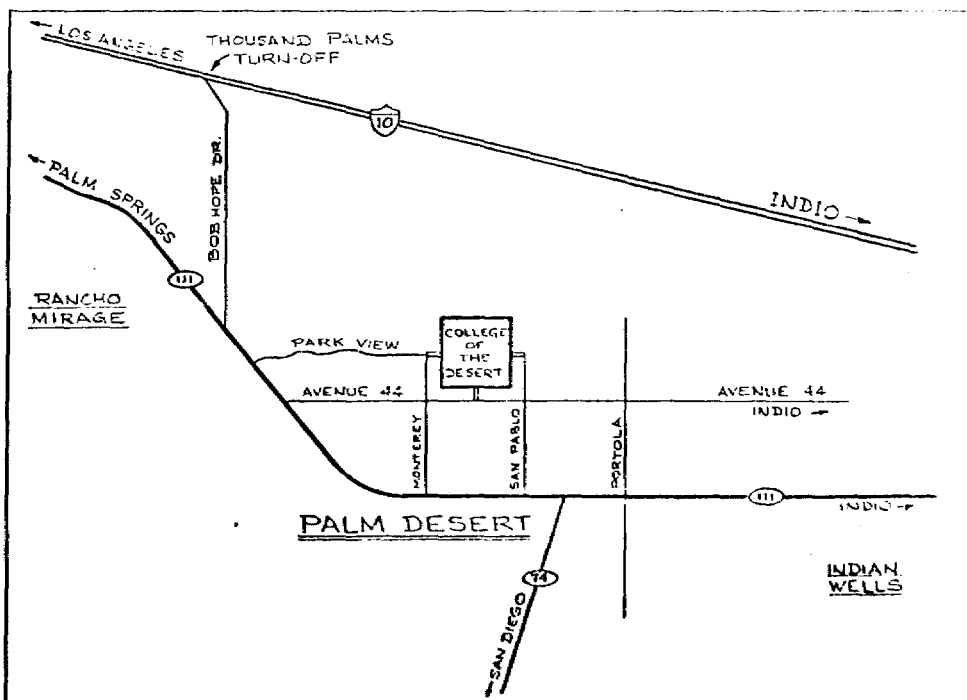 ← LOS ANGELES
THOUSAND PALMS
TURN-OFF
10
← PALM SPRINGS
BOB HOPE DR.
INDIO →
111
RANCHO
MIRAGE
PARK VIEW
COLLEGE
OF
THE
DESERT
AVENUE 44
AVENUE 44
INDIO →
MONTEREY
SAN PABLO
PORTOLA
111
INDIO →
PALM DESERT
74
INDIAN
WELLS
← SAN DIEGO